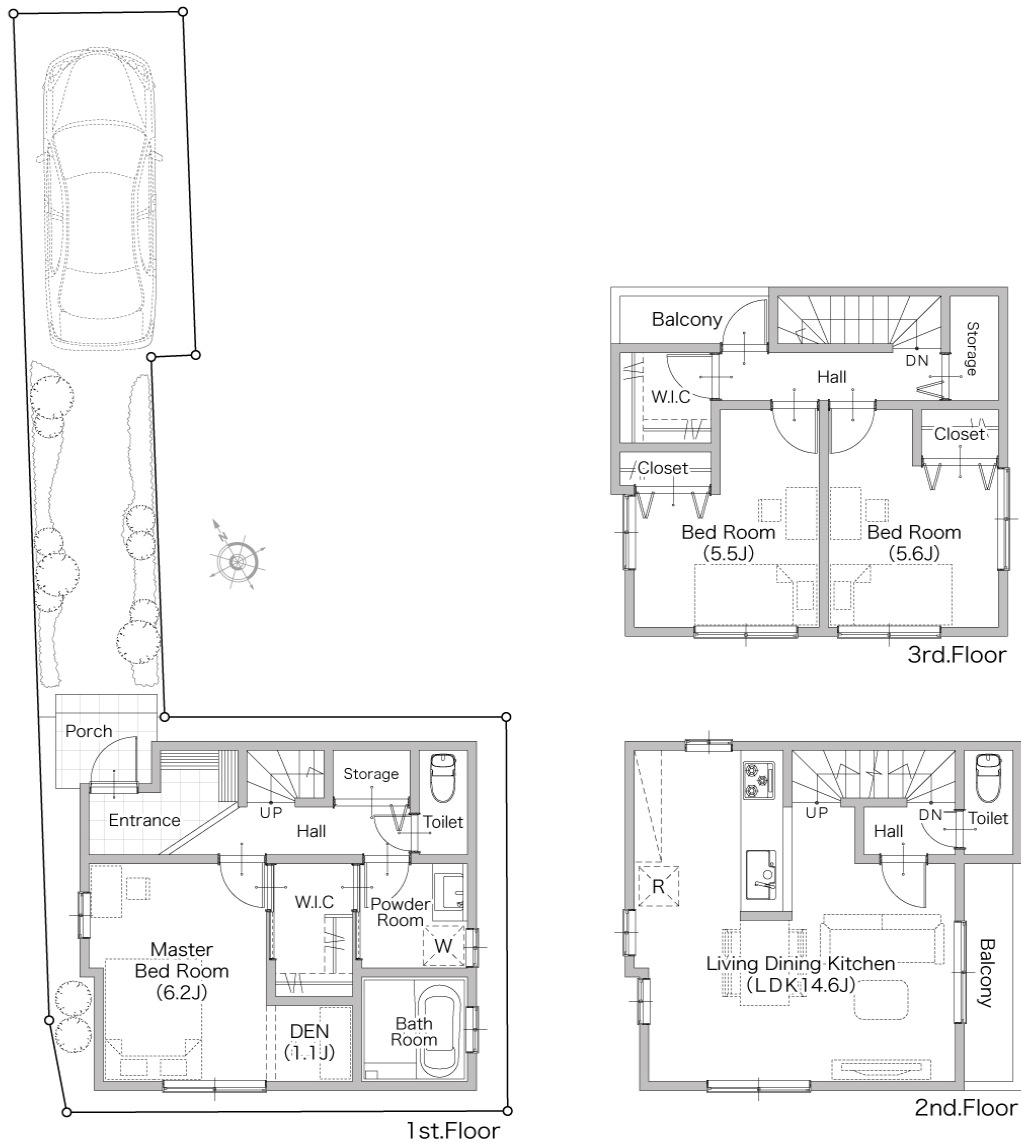 N
Porch
Entrance
UP
Hall
Storage
Toilet
W.I.C
Powder
Room
W
Master
Bed Room
(6.2J)
DEN
(1.1J)
Bath
Room
1st.Floor
Balcony
DN
Storage
Hall
W.I.C
Closet
Closet
Bed Room
(5.5J)
Bed Room
(5.6J)
3rd.Floor
UP
DN
Hall
Toilet
R
Living Dining Kitchen
(LDK14.6J)
Balcony
2nd.Floor